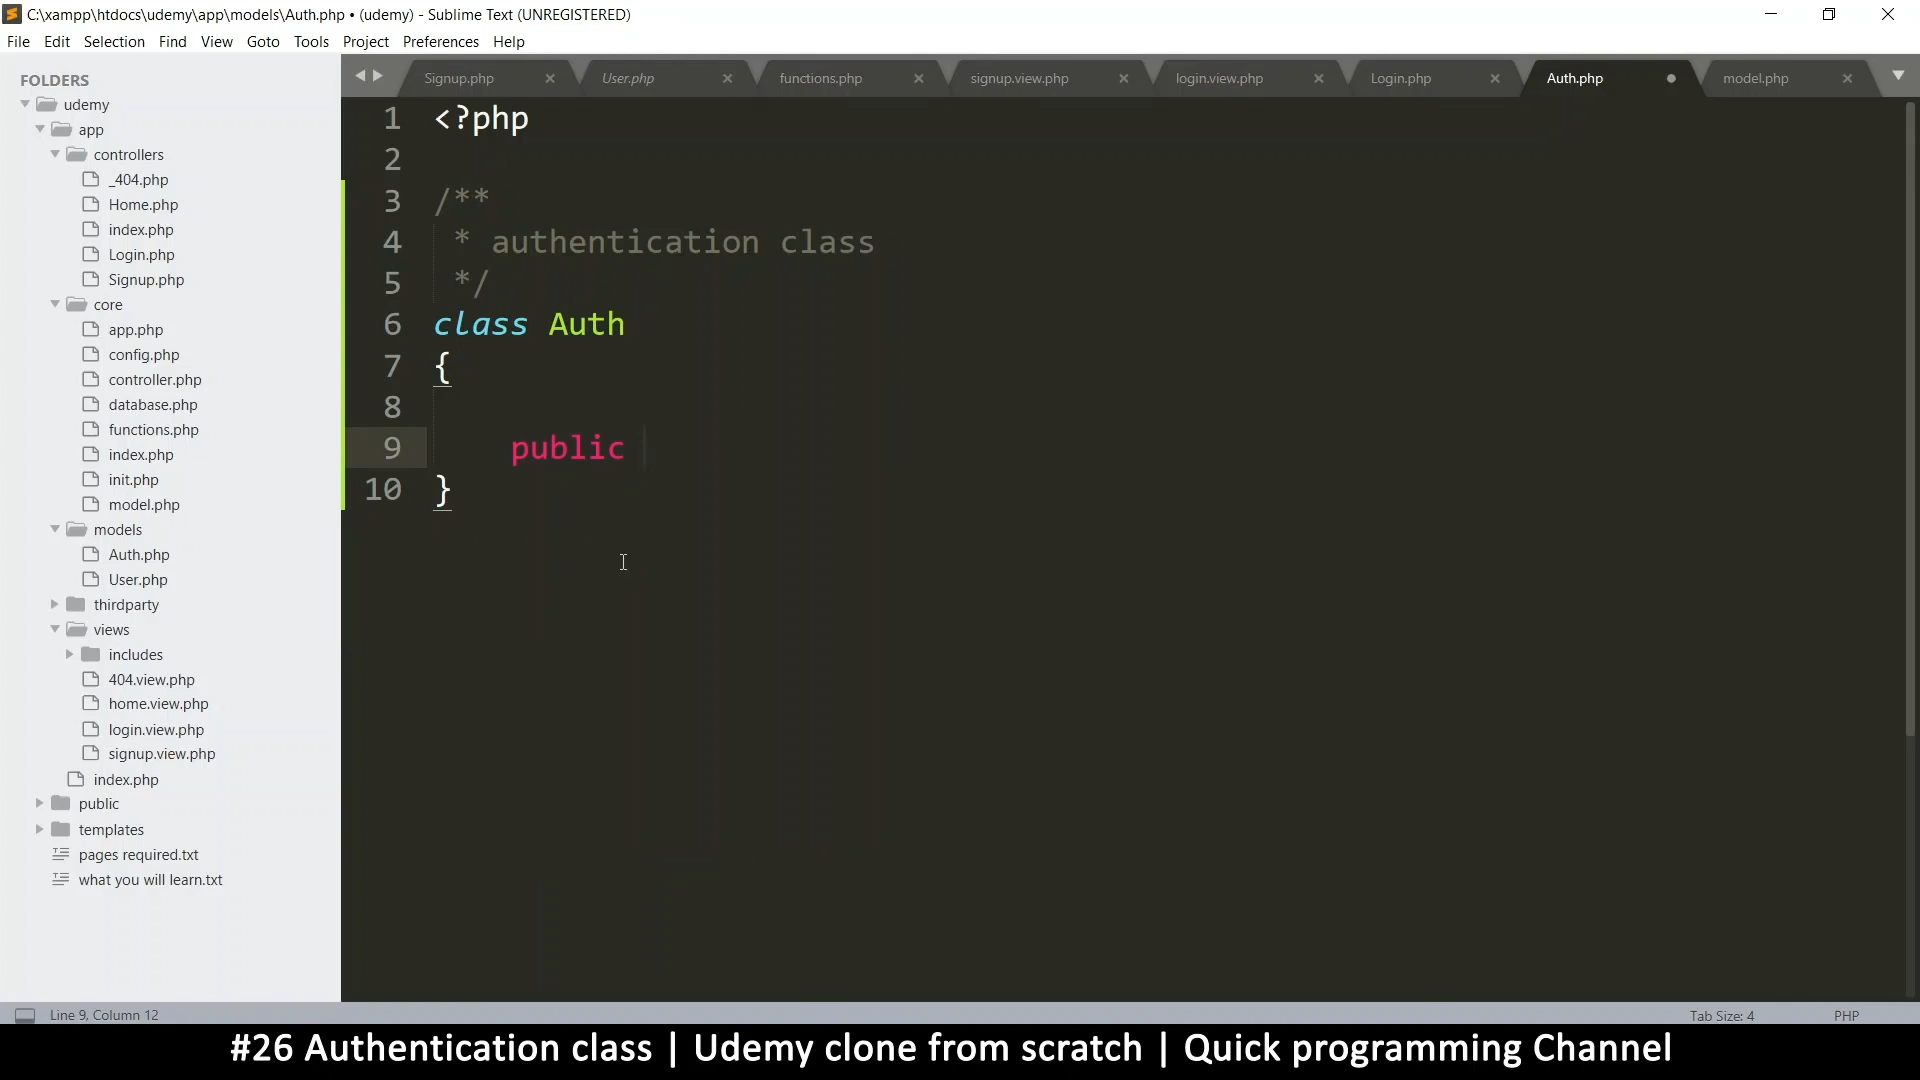 C:\xampp\htdocs\udemy\app\models\Auth.php • (udemy) - Sublime Text (UNREGISTERED)
File Edit Selection Find View Goto Tools Project Preferences Help
FOLDERS
udemy
app
controllers
_404.php
Home.php
index.php
Login.php
Signup.php
core
app.php
config.php
controller.php
database.php
functions.php
index.php
init.php
model.php
models
Auth.php
User.php
thirdparty
views
includes
404.view.php
home.view.php
login.view.php
signup.view.php
index.php
public
templates
pages required.txt
what you will learn.txt
Signup.php User.php functions.php signup.view.php login.view.php Login.php Auth.php model.php
1 <?php
2
3 /**
4 * authentication class
5 */
6 class Auth
7 {
8
9 public
10 }
Line 9, Column 12 Tab Size: 4 PHP
#26 Authentication class | Udemy clone from scratch | Quick programming Channel